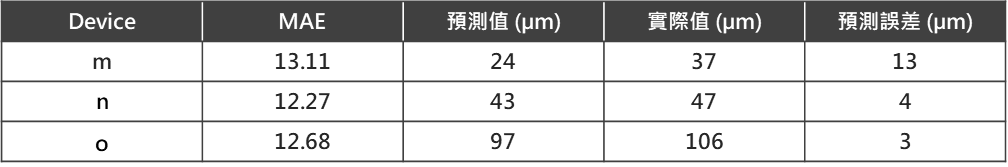 Device MAE 預測值 (μm) 實際值 (μm) 預測誤差 (μm)
m 13.11 24 37 13
n 12.27 43 47 4
o 12.68 97 106 3